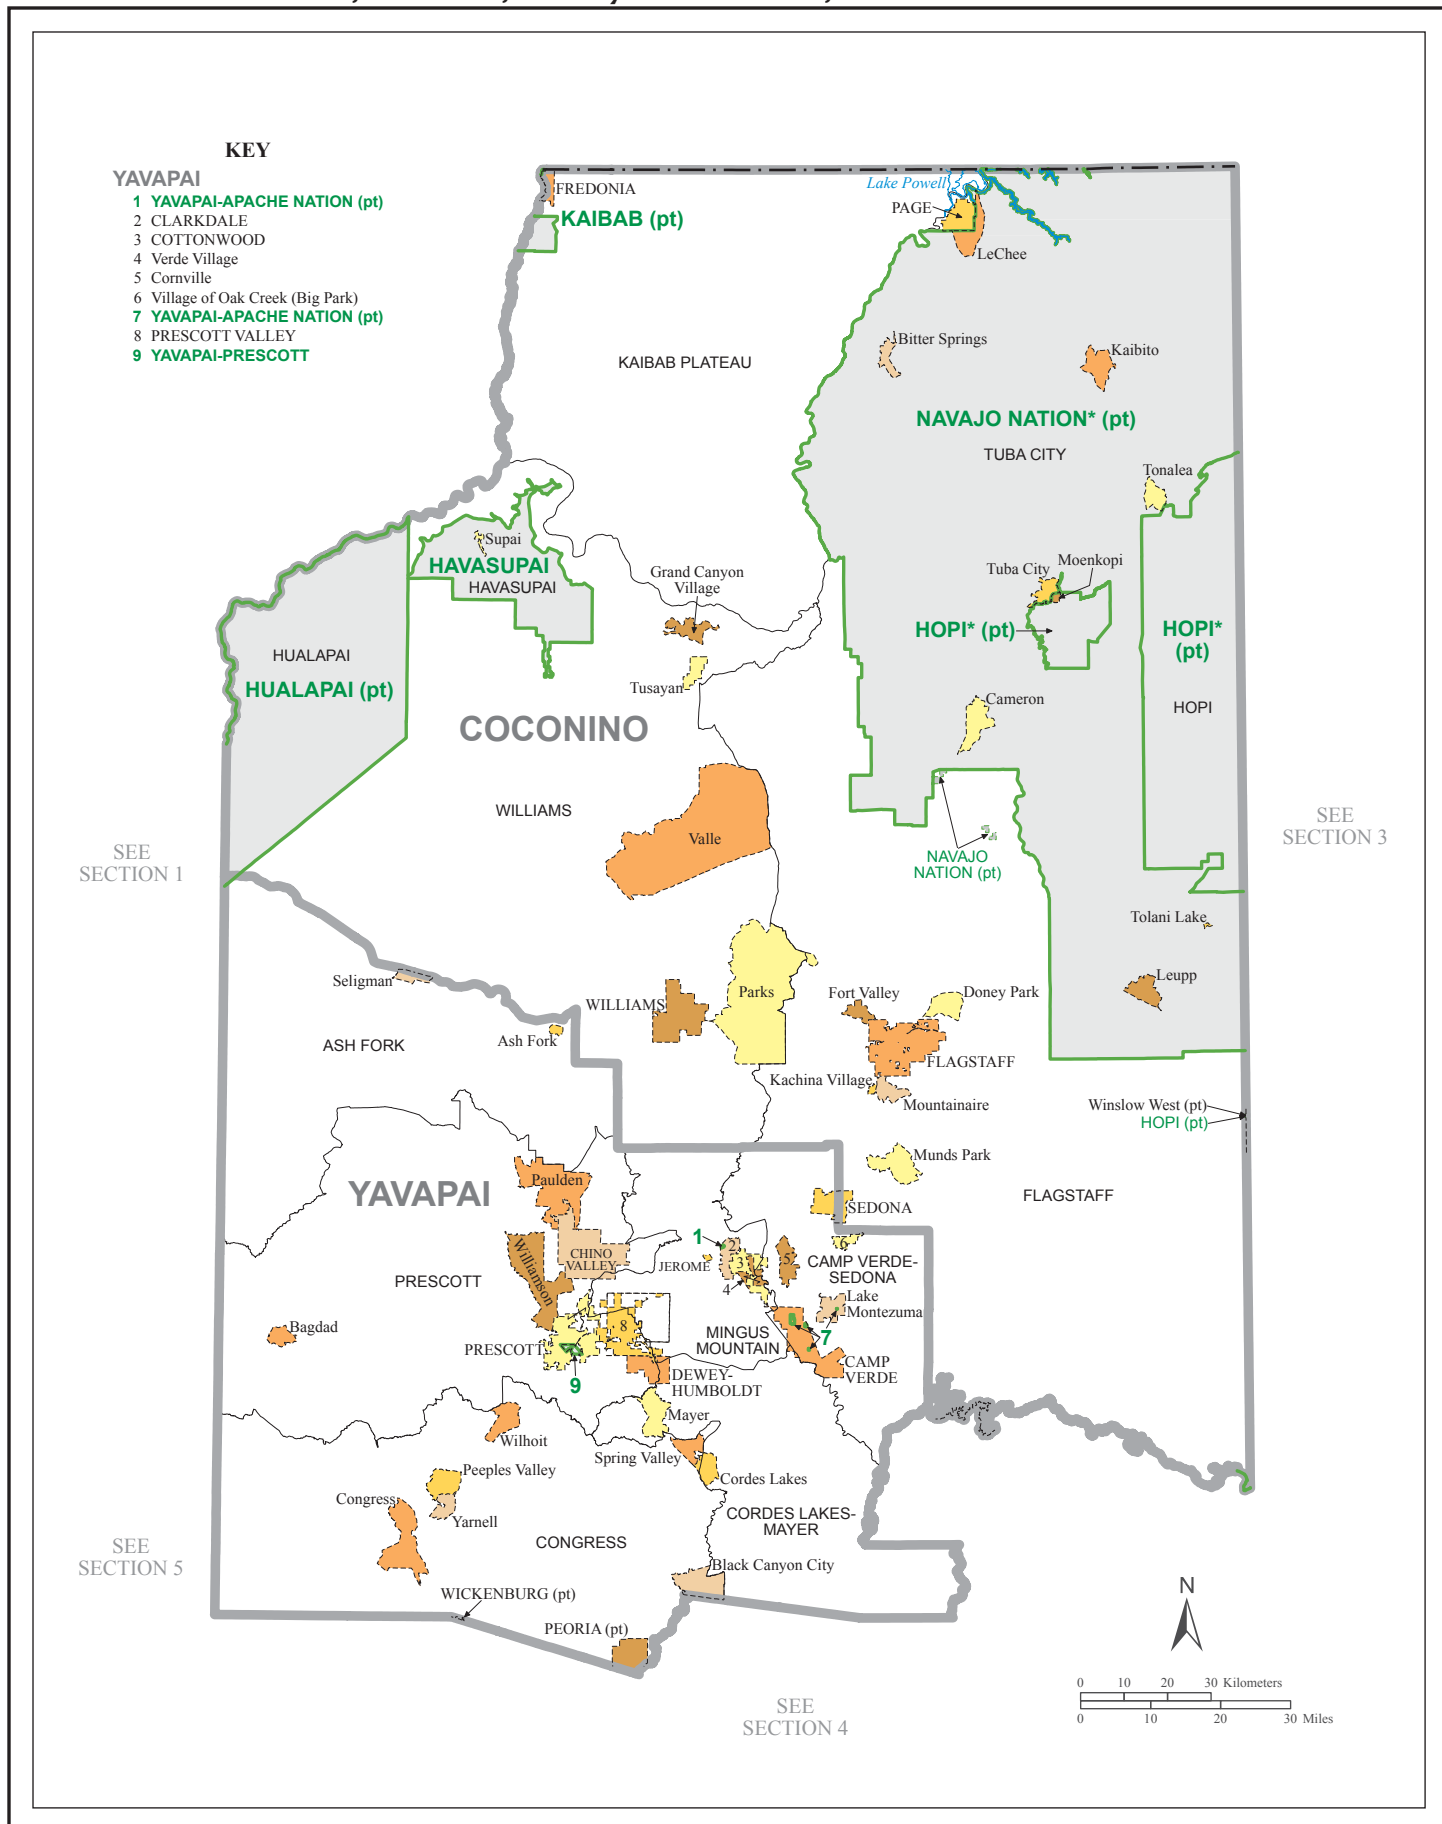 KEY
YAVAPAI
1 YAVAPAI-APACHE NATION (pt)
2 CLARKDALE
3 COTTONWOOD
4 Verde Village
5 Cornville
6 Village of Oak Creek (Big Park)
7 YAVAPAI-APACHE NATION (pt)
8 PRESCOTT VALLEY
9 YAVAPAI-PRESCOTT
FREDONIA
KAIBAB (pt)
Lake Powell
PAGE
LeChee
Bitter Springs
Kaibito
KAIBAB PLATEAU
NAVAJO NATION* (pt)
TUBA CITY
Tonalea
Supai
HAVASUPAI
HAVASUPAI
Grand Canyon
Village
Tuba City
Moenkopi
HOPI* (pt)
HOPI*
(pt)
HUALAPAI
HUALAPAI (pt)
Tusayan
Cameron
HOPI
COCONINO
WILLIAMS
Valle
SEE
SECTION 3
SEE
SECTION 1
NAVAJO
NATION (pt)
Tolani Lake
Seligman
WILLIAMS
Parks
Fort Valley
Doney Park
Leupp
Ash Fork
ASH FORK
FLAGSTAFF
Kachina Village
Mountainaire
Winslow West (pt)
HOPI (pt)
Munds Park
Paulden
YAVAPAI
FLAGSTAFF
SEDONA
1
2
3
4
5
6
JEROME
CHINO
VALLEY
Williamson
PRESCOTT
CAMP VERDE-
SEDONA
Lake
Montezuma
Bagdad
8
MINGUS
MOUNTAIN
7
PRESCOTT
9
CAMP
VERDE
DEWEY-
HUMBOLDT
Mayer
Wilhoit
Spring Valley
Cordes Lakes
Peeples Valley
Congress
Yarnell
CORDES LAKES-
MAYER
CONGRESS
SEE
SECTION 5
Black Canyon City
WICKENBURG (pt)
PEORIA (pt)
SEE
SECTION 4
N
0 10 20 30 Kilometers
0 10 20 30 Miles